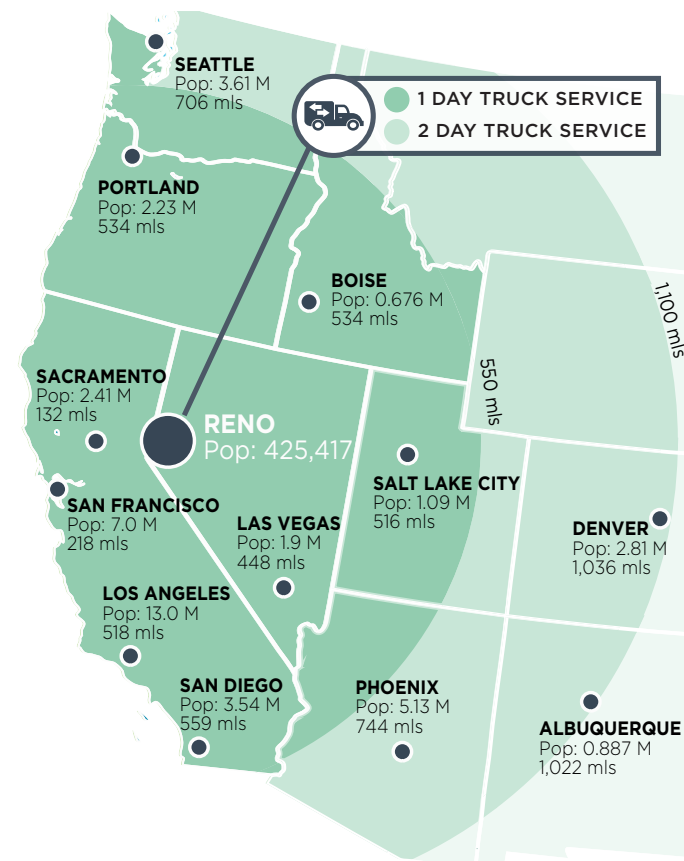 SEATTLE
Pop: 3.61 M
706 mls
1 DAY TRUCK SERVICE
2 DAY TRUCK SERVICE
PORTLAND
Pop: 2.23 M
534 mls
BOISE
Pop: 0.676 M
534 mls
1,100 mls
550 mls
SACRAMENTO
Pop: 2.41 M
132 mls
RENO
Pop: 425,417
SAN FRANCISCO
Pop: 7.0 M
218 mls
SALT LAKE CITY
Pop: 1.09 M
516 mls
LAS VEGAS
Pop: 1.9 M
448 mls
DENVER
Pop: 2.81 M
1,036 mls
LOS ANGELES
Pop: 13.0 M
518 mls
SAN DIEGO
Pop: 3.54 M
559 mls
PHOENIX
Pop: 5.13 M
744 mls
ALBUQUERQUE
Pop: 0.887 M
1,022 mls